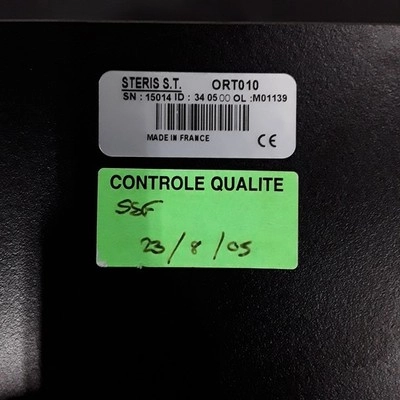 STERIS S.T. ORT010
SN : 15014 ID : 34 05 00 OL : M01139
MADE IN FRANCE CE
CONTROLE QUALITE
SSF
23/8/05